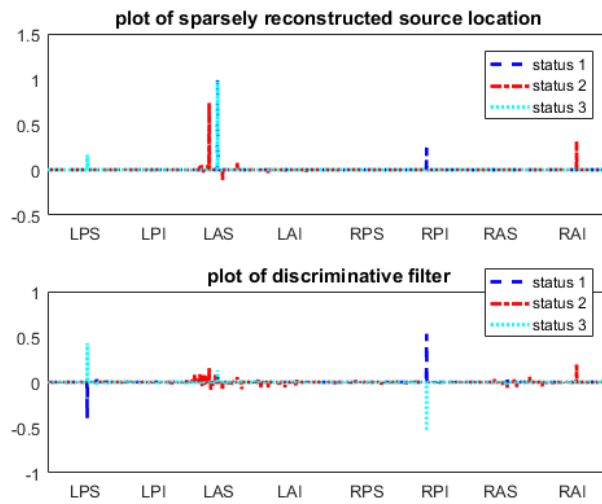 plot of sparsely reconstructed source location
1.5
1
0.5
0
-0.5
status 1
status 2
status 3
LPS LPI LAS LAI RPS RPI RAS RAI
plot of discriminative filter
1
0.5
0
-0.5
-1
status 1
status 2
status 3
LPS LPI LAS LAI RPS RPI RAS RAI